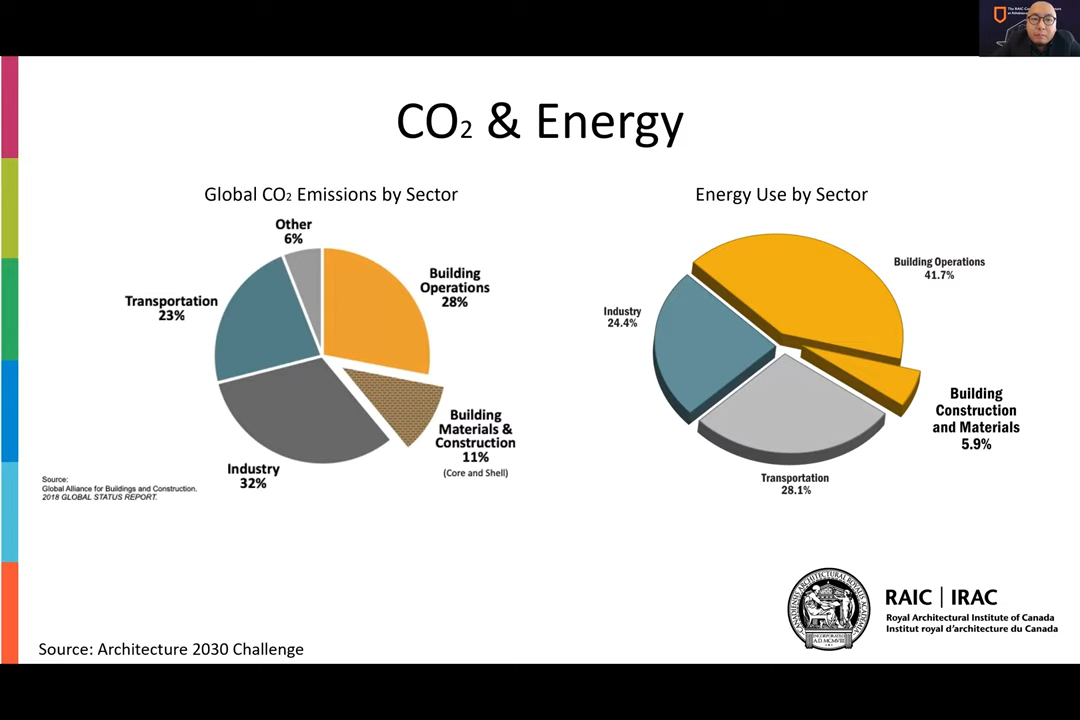 CO2 & Energy
Global CO2 Emissions by Sector
Other
6%
Building
Operations
28%
Transportation
23%
Building
Materials &
Construction
11%
(Core and Shell)
Industry
32%
Source:
Global Alliance for Buildings and Construction.
2018 GLOBAL STATUS REPORT.
Energy Use by Sector
Building Operations
41.7%
Industry
24.4%
Building
Construction
and Materials
5.9%
Transportation
28.1%
RAIC | IRAC
Royal Architectural Institute of Canada
Institut royal d'architecture du Canada
INCORPORATED
A.D. MCMVIII
Source: Architecture 2030 Challenge